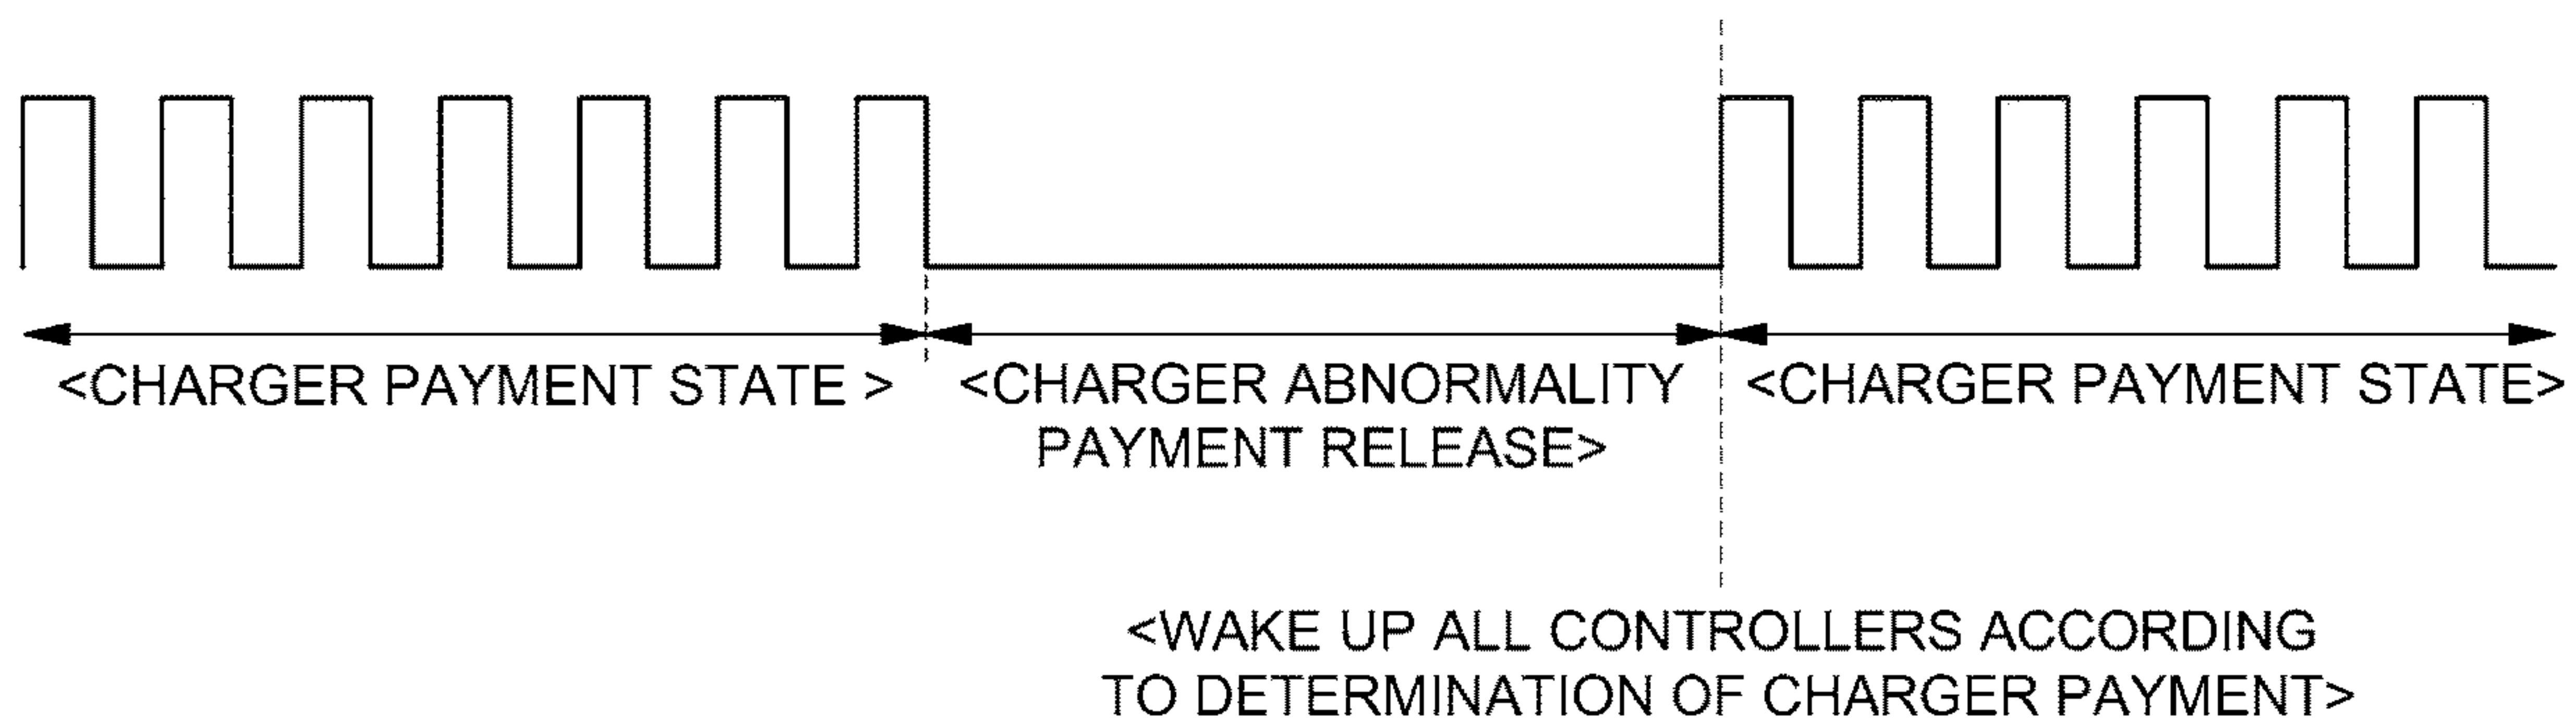 <CHARGER PAYMENT STATE >
<CHARGER ABNORMALITY
PAYMENT RELEASE>
<CHARGER PAYMENT STATE>
<WAKE UP ALL CONTROLLERS ACCORDING
TO DETERMINATION OF CHARGER PAYMENT>